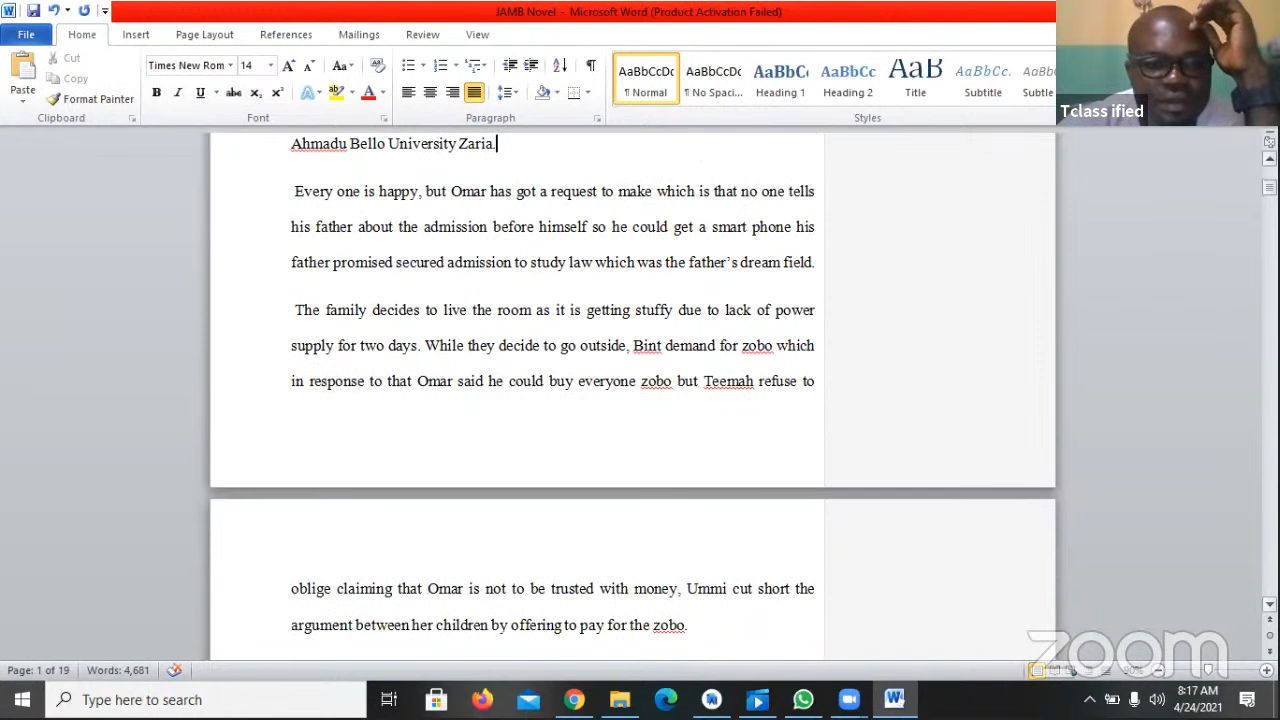 JAMB Novel - Microsoft Word (Product Activation Failed)
File Home Insert Page Layout References Mailings Review View
Paste
Cut
Copy
Format Painter
Clipboard
Times New Rom 14
Font
Paragraph
AaBbCcDc AaBbCcDc AaBbC AaBbCc AaB AaBbCc.
¶ Normal ¶ No Spaci... Heading 1 Heading 2 Title Subtitle Subtle
Styles
Tclass ified
Ahmadu Bello University Zaria.
Every one is happy, but Omar has got a request to make which is that no one tells
his father about the admission before himself so he could get a smart phone his
father promised secured admission to study law which was the father's dream field.
The family decides to live the room as it is getting stuffy due to lack of power
supply for two days. While they decide to go outside, Bint demand for zobo which
in response to that Omar said he could buy everyone zobo but Teemah refuse to
oblige claiming that Omar is not to be trusted with money, Ummi cut short the
argument between her children by offering to pay for the zobo.
zoom
Page: 1 of 19 Words: 4,681 90%
Type here to search
8:17 AM
4/24/2021